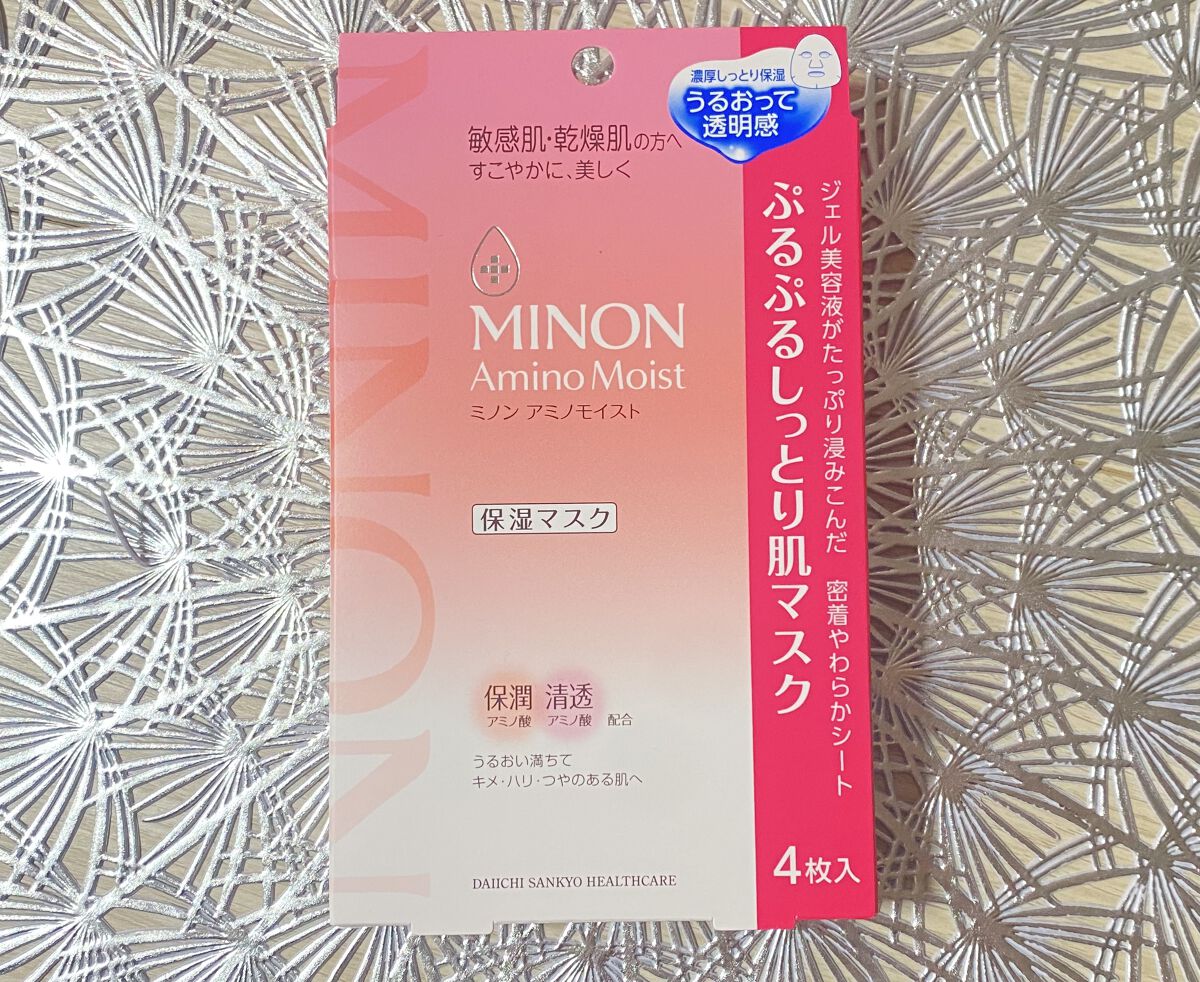 濃厚しっとり保湿
うるおって
透明感
敏感肌・乾燥肌の方へ
すこやかに、美しく
MINON
MINON
Amino Moist
ミノン アミノモイスト
保湿マスク
保潤 清透
アミノ酸 アミノ酸 配合
うるおい満ちて
キメ・ハリ・つやのある肌へ
DAIICHI SANKYO HEALTHCARE
ジェル美容液がたっぷり浸みこんだ 密着やわらかシート
ぷるぷるしっとり肌マスク
4枚入